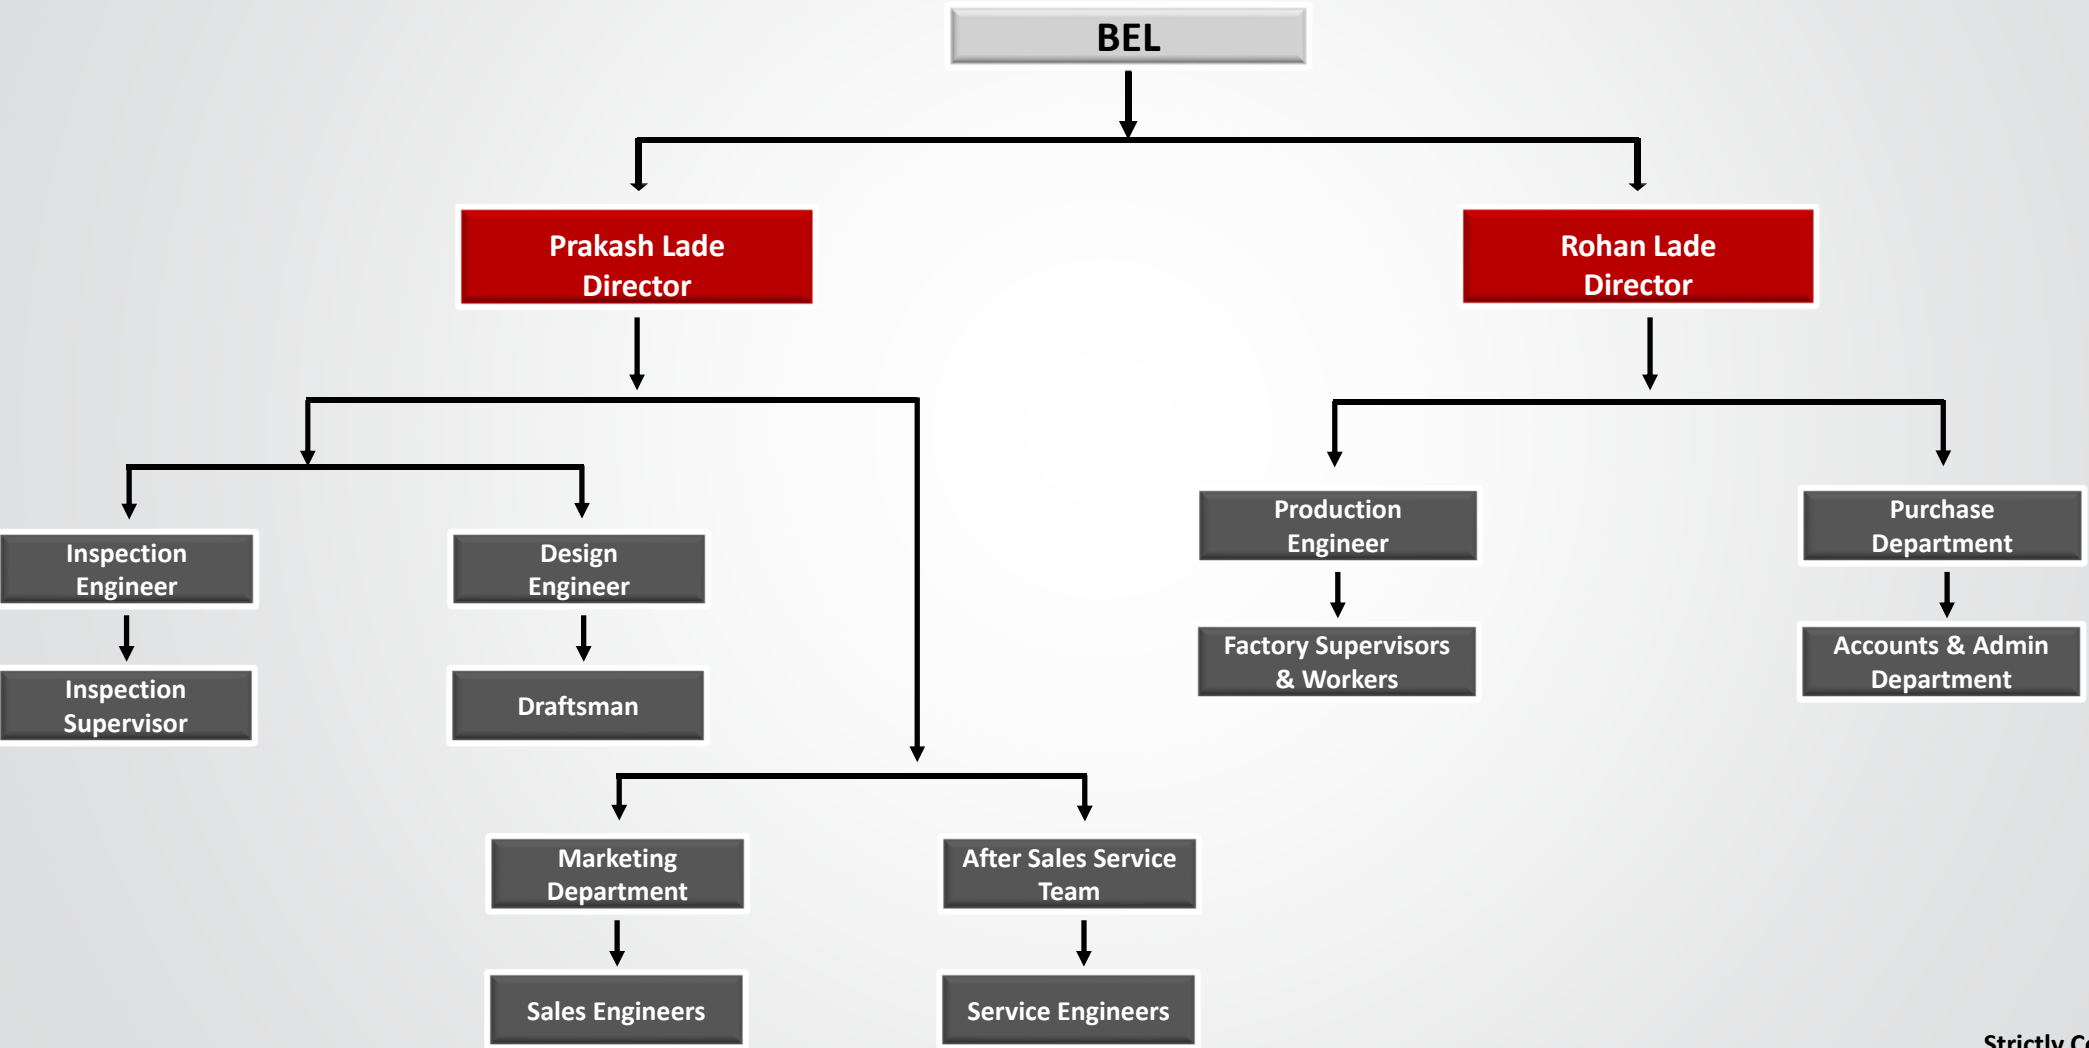 BEL
Prakash Lade
Director
Rohan Lade
Director
Inspection
Engineer
Design
Engineer
Production
Engineer
Purchase
Department
Inspection
Supervisor
Draftsman
Factory Supervisors
& Workers
Accounts & Admin
Department
Marketing
Department
After Sales Service
Team
Sales Engineers
Service Engineers
Strictly